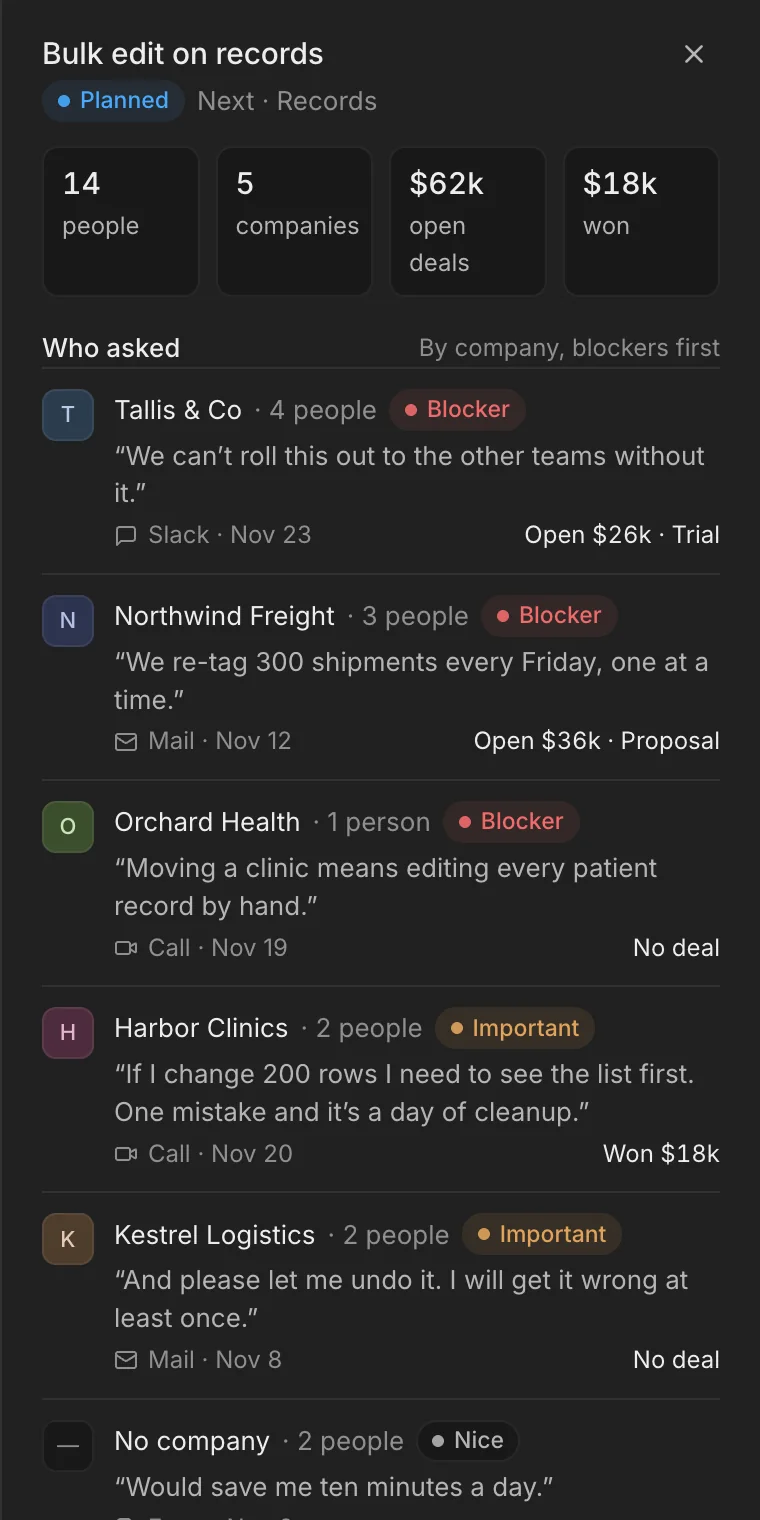 Bulk edit on records
Planned Next · Records
14
people
5
companies
$62k
open
deals
$18k
won
Who asked By company, blockers first
T
Tallis & Co · 4 people Blocker
“We can’t roll this out to the other teams without
it.”
Slack · Nov 23 Open $26k · Trial
N
Northwind Freight · 3 people Blocker
“We re-tag 300 shipments every Friday, one at a
time.”
Mail · Nov 12 Open $36k · Proposal
O
Orchard Health · 1 person Blocker
“Moving a clinic means editing every patient
record by hand.”
Call · Nov 19 No deal
H
Harbor Clinics · 2 people Important
“If I change 200 rows I need to see the list first.
One mistake and it’s a day of cleanup.”
Call · Nov 20 Won $18k
K
Kestrel Logistics · 2 people Important
“And please let me undo it. I will get it wrong at
least once.”
Mail · Nov 8 No deal
—
No company · 2 people Nice
“Would save me ten minutes a day.”